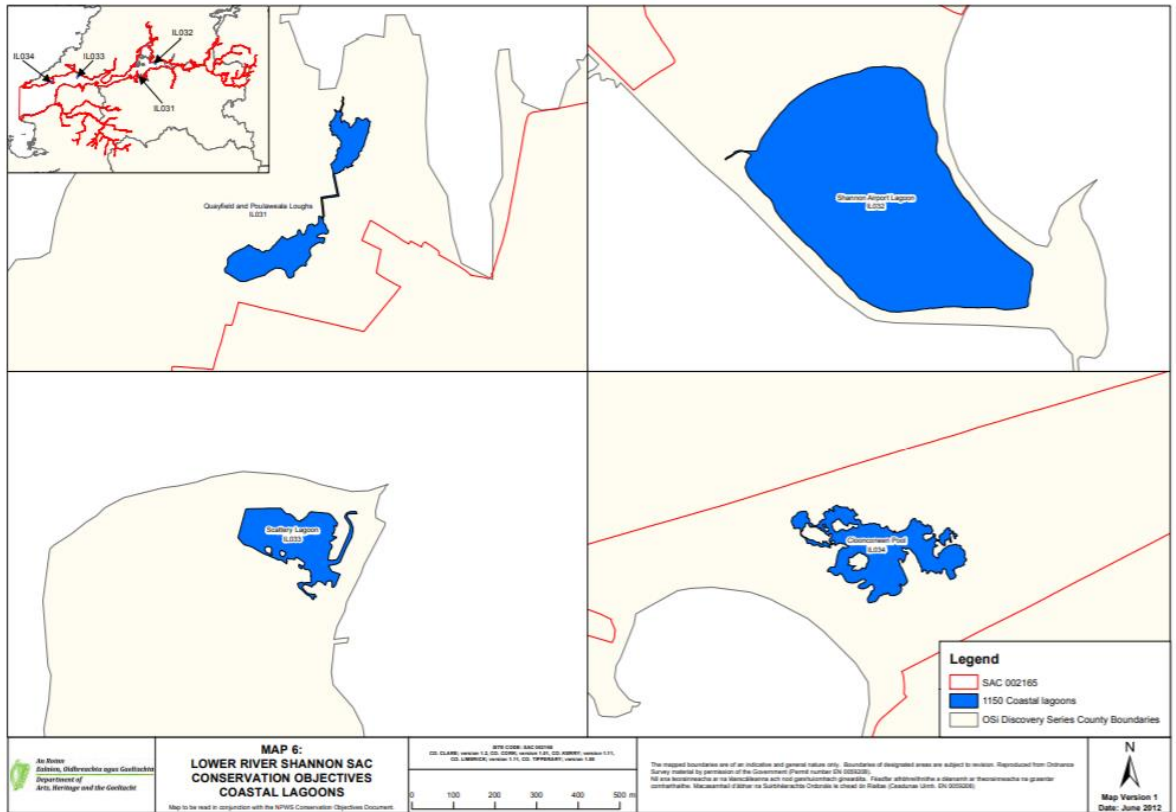 IL034
IL033
IL032
IL031
Quayfield and Poulaweala Loughs
IL031
Shannon Airport Lagoon
IL032
Scattery Lagoon
IL033
Cloonconeen Pool
IL034
Legend
SAC 002165
1150 Coastal lagoons
OSi Discovery Series County Boundaries
An Roinn
Ealaíon, Oidhreachta agus Gaeltachta
Department of
Arts, Heritage and the Gaeltacht
MAP 6:
LOWER RIVER SHANNON SAC
CONSERVATION OBJECTIVES
COASTAL LAGOONS
Map to be read in conjunction with the NPWS Conservation Objectives Document.
SITE CODE: SAC 002165
0 100 200 300 400 500 m
The mapped boundaries are of an indicative and general nature only. Boundaries of designated areas are subject to revision. Reproduced from Ordnance
Survey material by permission of the Government (Permit number EN 0059208).
N
Map Version 1
Date: June 2012